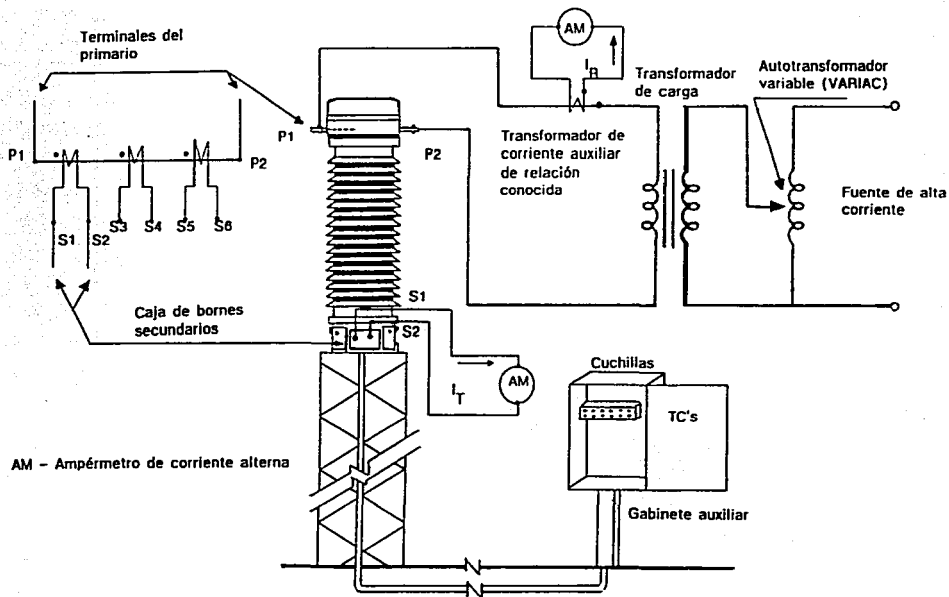 Terminales del
primario
P1
P2
S1
S2
S3
S4
S5
S6
Caja de bornes
secundarios
AM - Ampérmetro de corriente alterna
P1
P2
AM
I_R
Transformador de
corriente auxiliar
de relación
conocida
Transformador
de carga
Autotransformador
variable (VARIAC)
Fuente de alta
corriente
S1
S2
I_T
AM
Cuchillas
TC's
Gabinete auxiliar